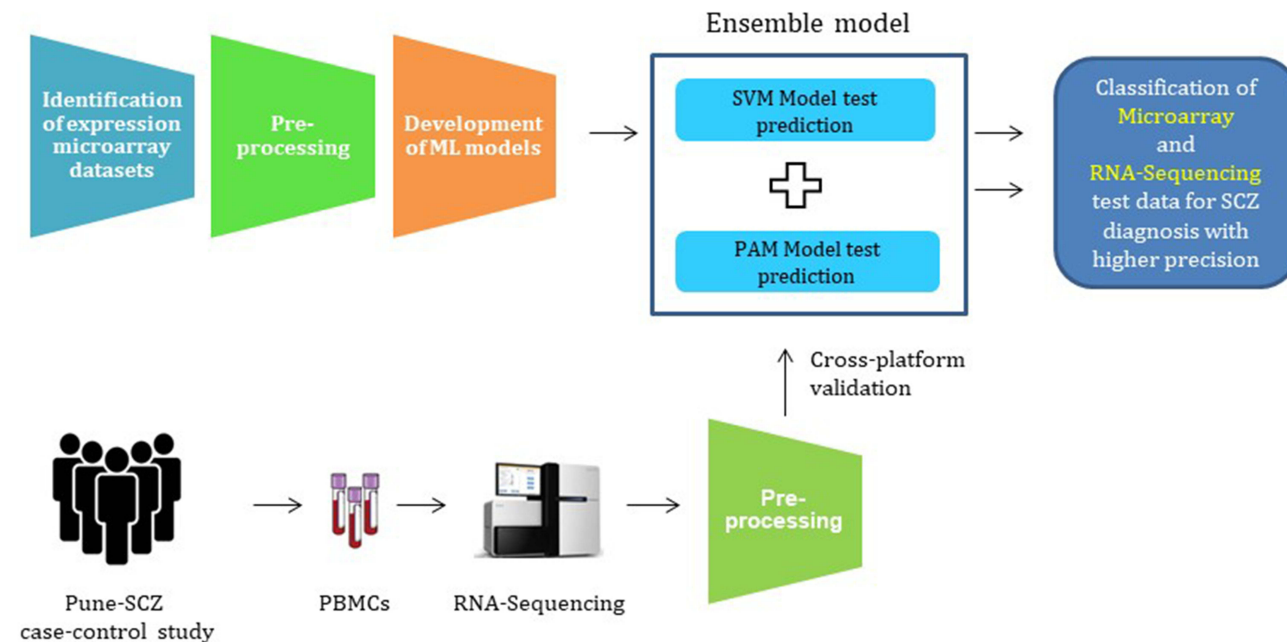 Ensemble model
Identification
of expression
microarray
datasets
Pre-
processing
Development
of ML models
SVM Model test
prediction
PAM Model test
prediction
Classification of
Microarray
and
RNA-Sequencing
test data for SCZ
diagnosis with
higher precision
Cross-platform
validation
Pre-
processing
Pune-SCZ
case-control study
PBMCs
RNA-Sequencing